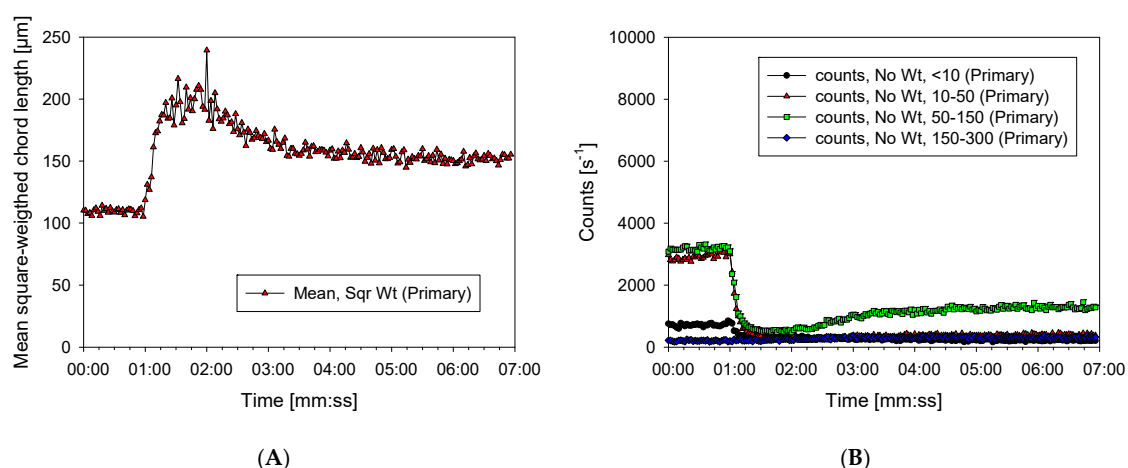 Mean square-weigthed chord length [µm]
250
200
150
100
50
0
Mean, Sqr Wt (Primary)
00:00 01:00 02:00 03:00 04:00 05:00 06:00 07:00
Time [mm:ss]
(A)
Counts [s⁻¹]
10000
8000
6000
4000
2000
0
counts, No Wt, <10 (Primary)
counts, No Wt, 10-50 (Primary)
counts, No Wt, 50-150 (Primary)
counts, No Wt, 150-300 (Primary)
00:00 01:00 02:00 03:00 04:00 05:00 06:00 07:00
Time [mm:ss]
(B)